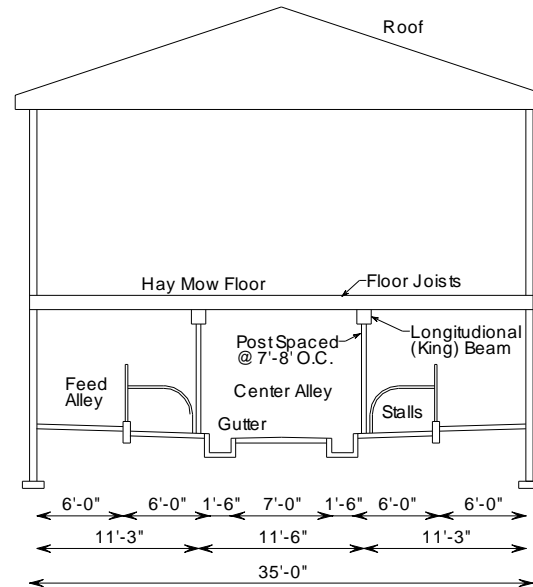 Roof
Hay Mow Floor
Floor Joists
Post Spaced
@ 7'-8' O.C.
Longitudional
(King) Beam
Feed
Alley
Center Alley
Stalls
Gutter
6'-0" 6'-0" 1'-6" 7'-0" 1'-6" 6'-0" 6'-0"
11'-3" 11'-6" 11'-3"
35'-0"